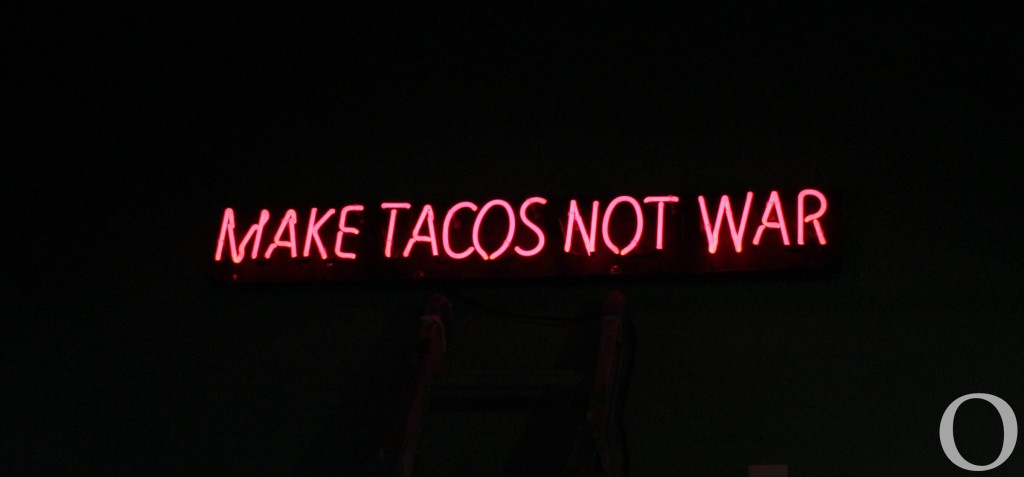 MAKE TACOS NOT WAR
O